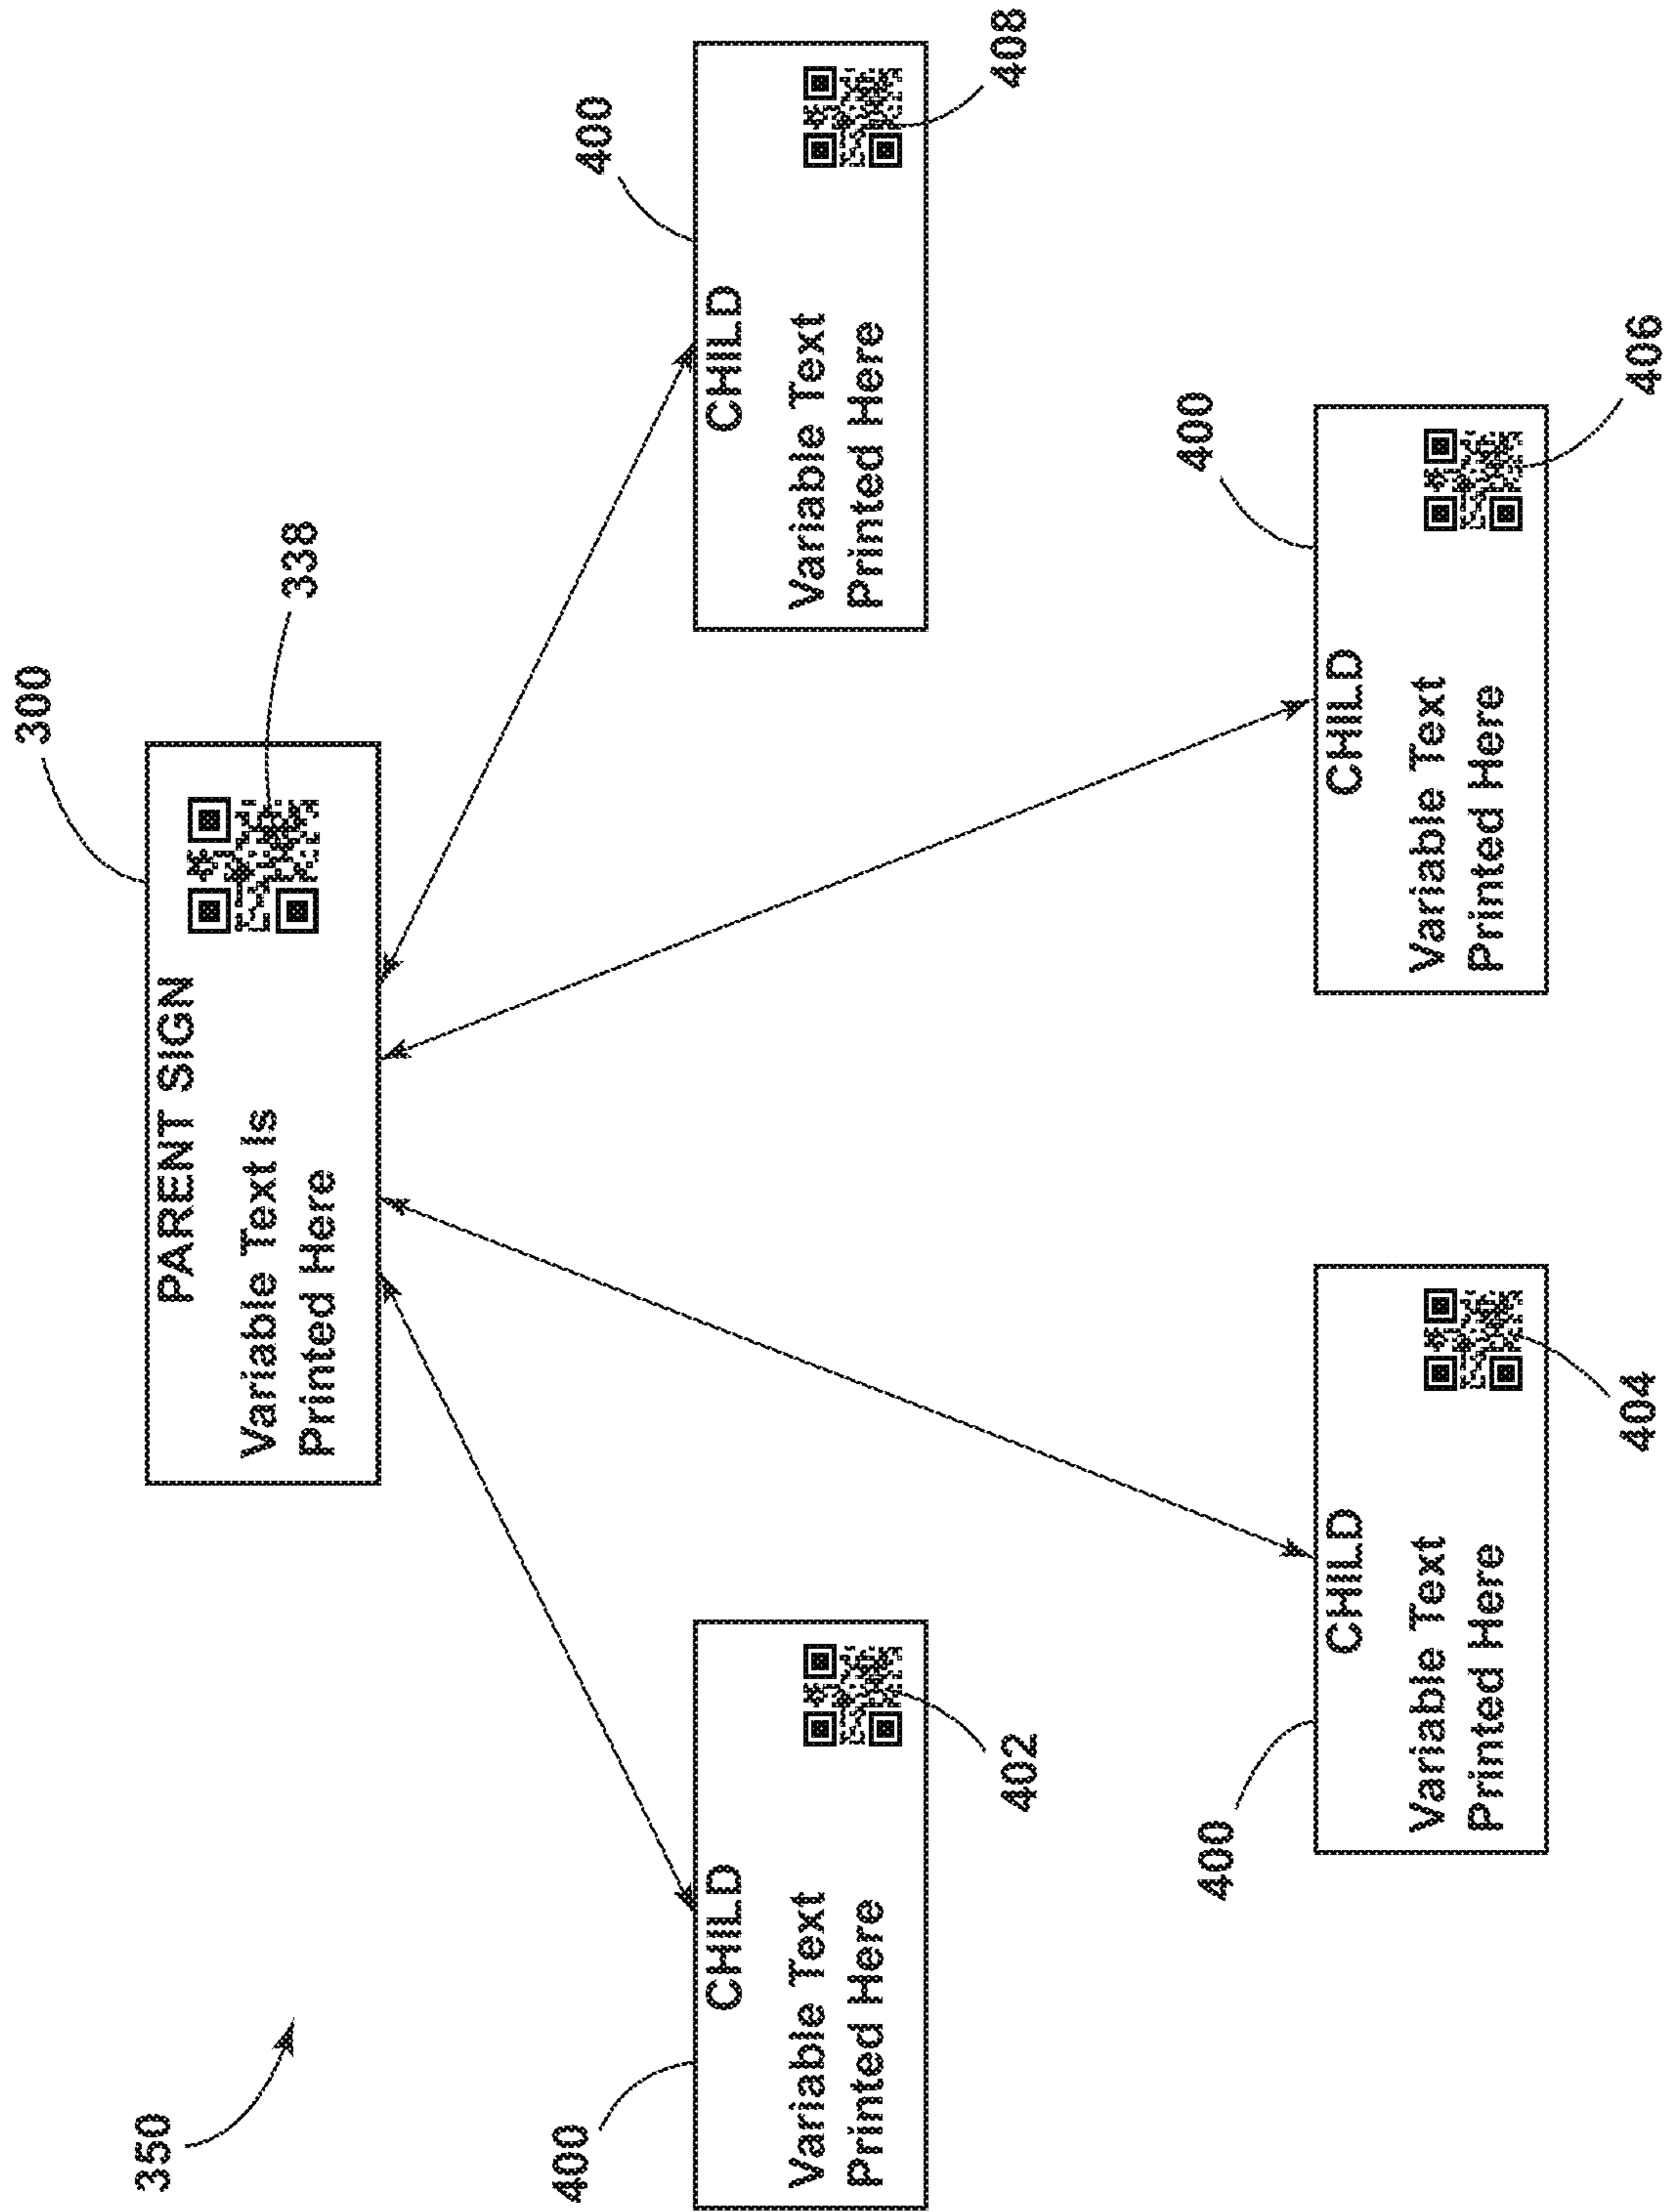 350
300
PARENT SIGN
Variable Text Is
Printed Here
338
400
CHILD
Variable Text
Printed Here
402
400
CHILD
Variable Text
Printed Here
408
400
CHILD
Variable Text
Printed Here
404
400
CHILD
Variable Text
Printed Here
406